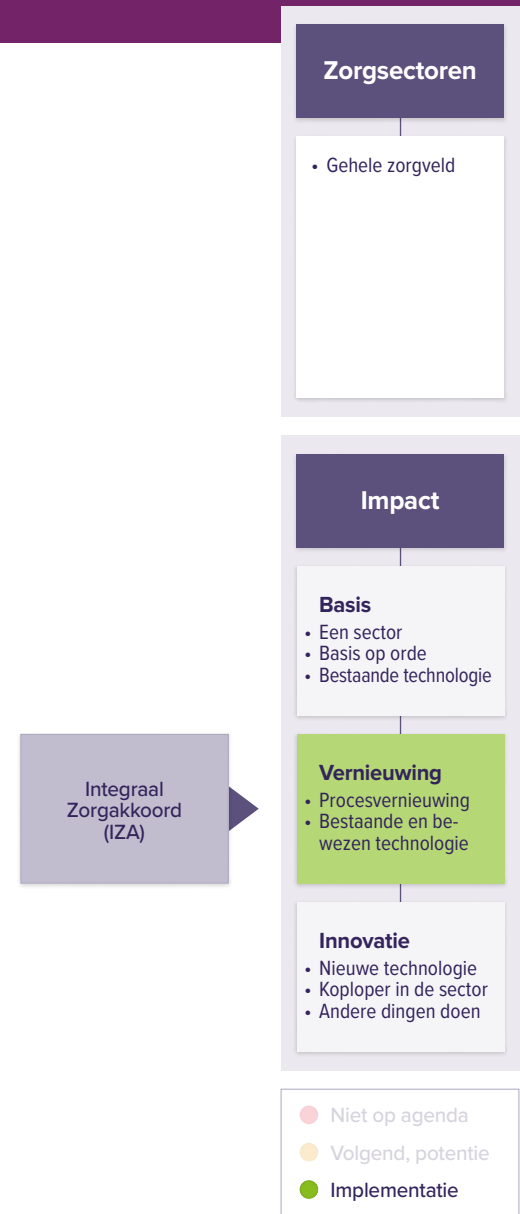 Zorgsectoren
• Gehele zorgveld
Impact
Basis
• Een sector
• Basis op orde
• Bestaande technologie
Integraal
Zorgakkoord
(IZA)
Vernieuwing
• Procesvernieuwing
• Bestaande en be-
wezen technologie
Innovatie
• Nieuwe technologie
• Koploper in de sector
• Andere dingen doen
Niet op agenda
Volgend, potentie
Implementatie